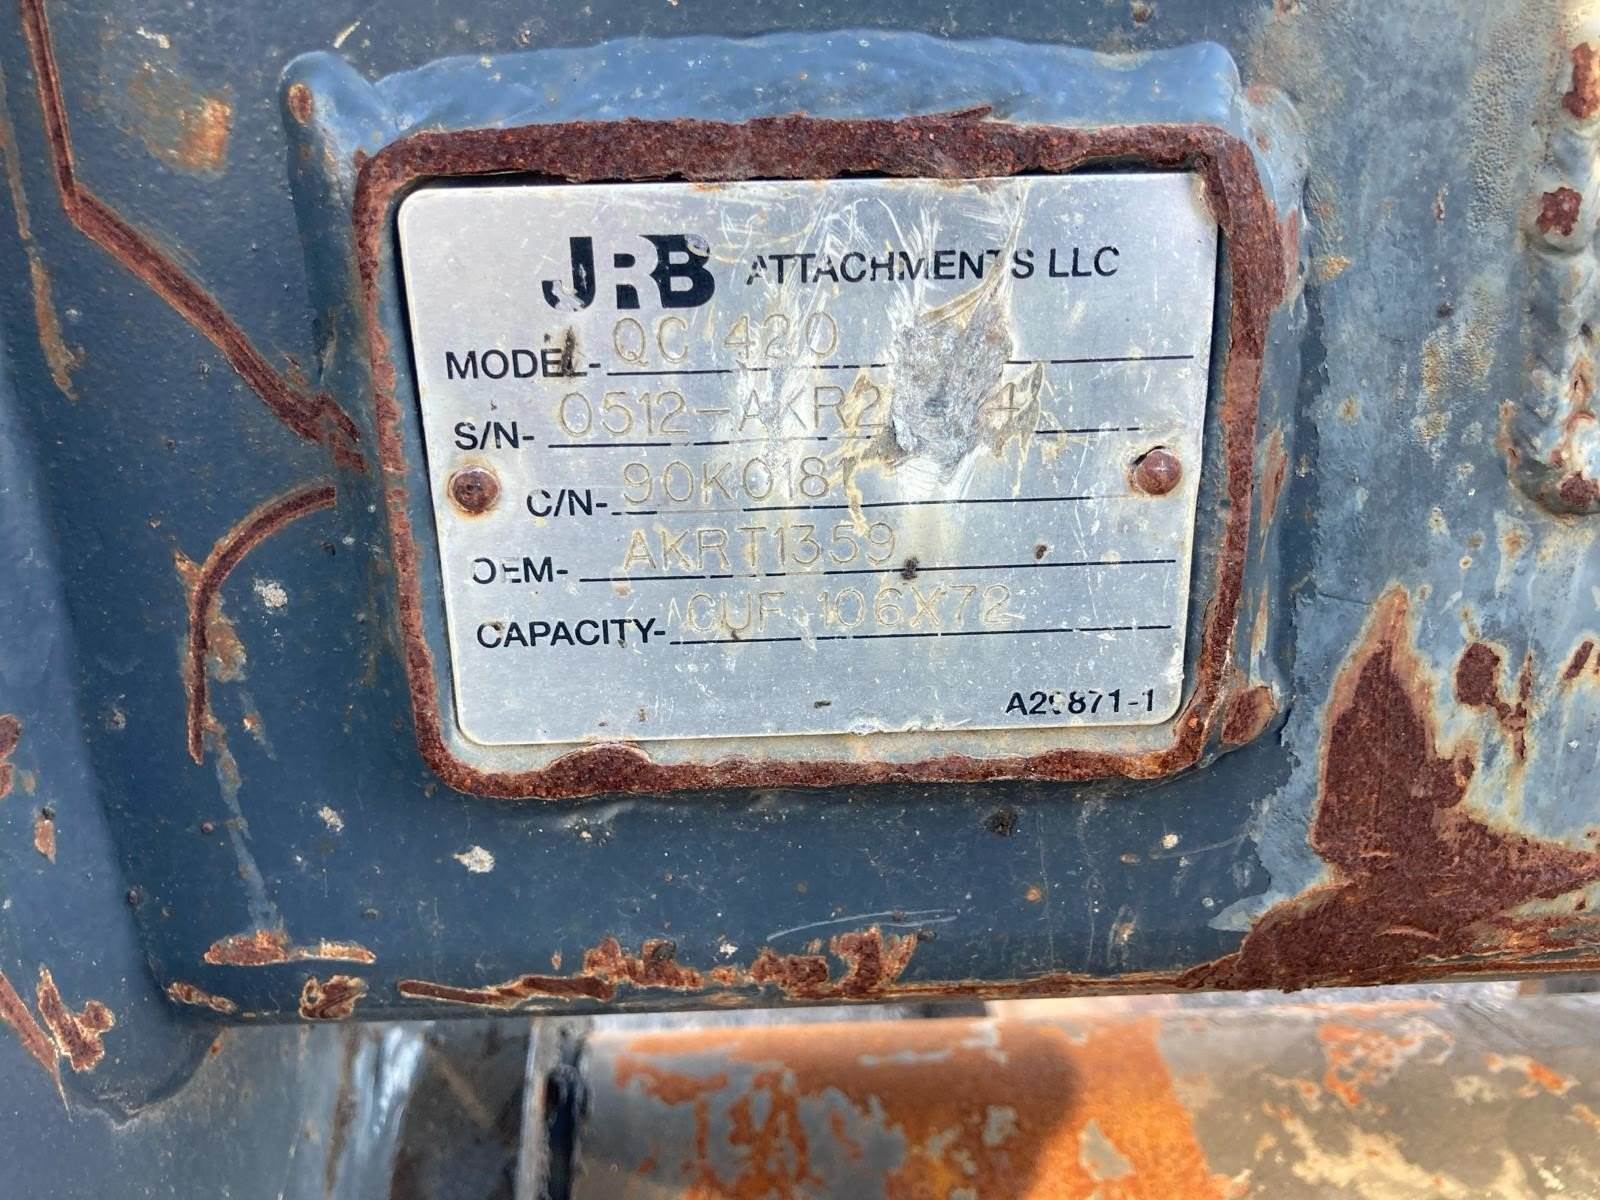 JRB ATTACHMENTS LLC
MODEL- QC 420
S/N-
C/N- 90K0181
OEM- AKRT1359
CAPACITY- CUF 106X72